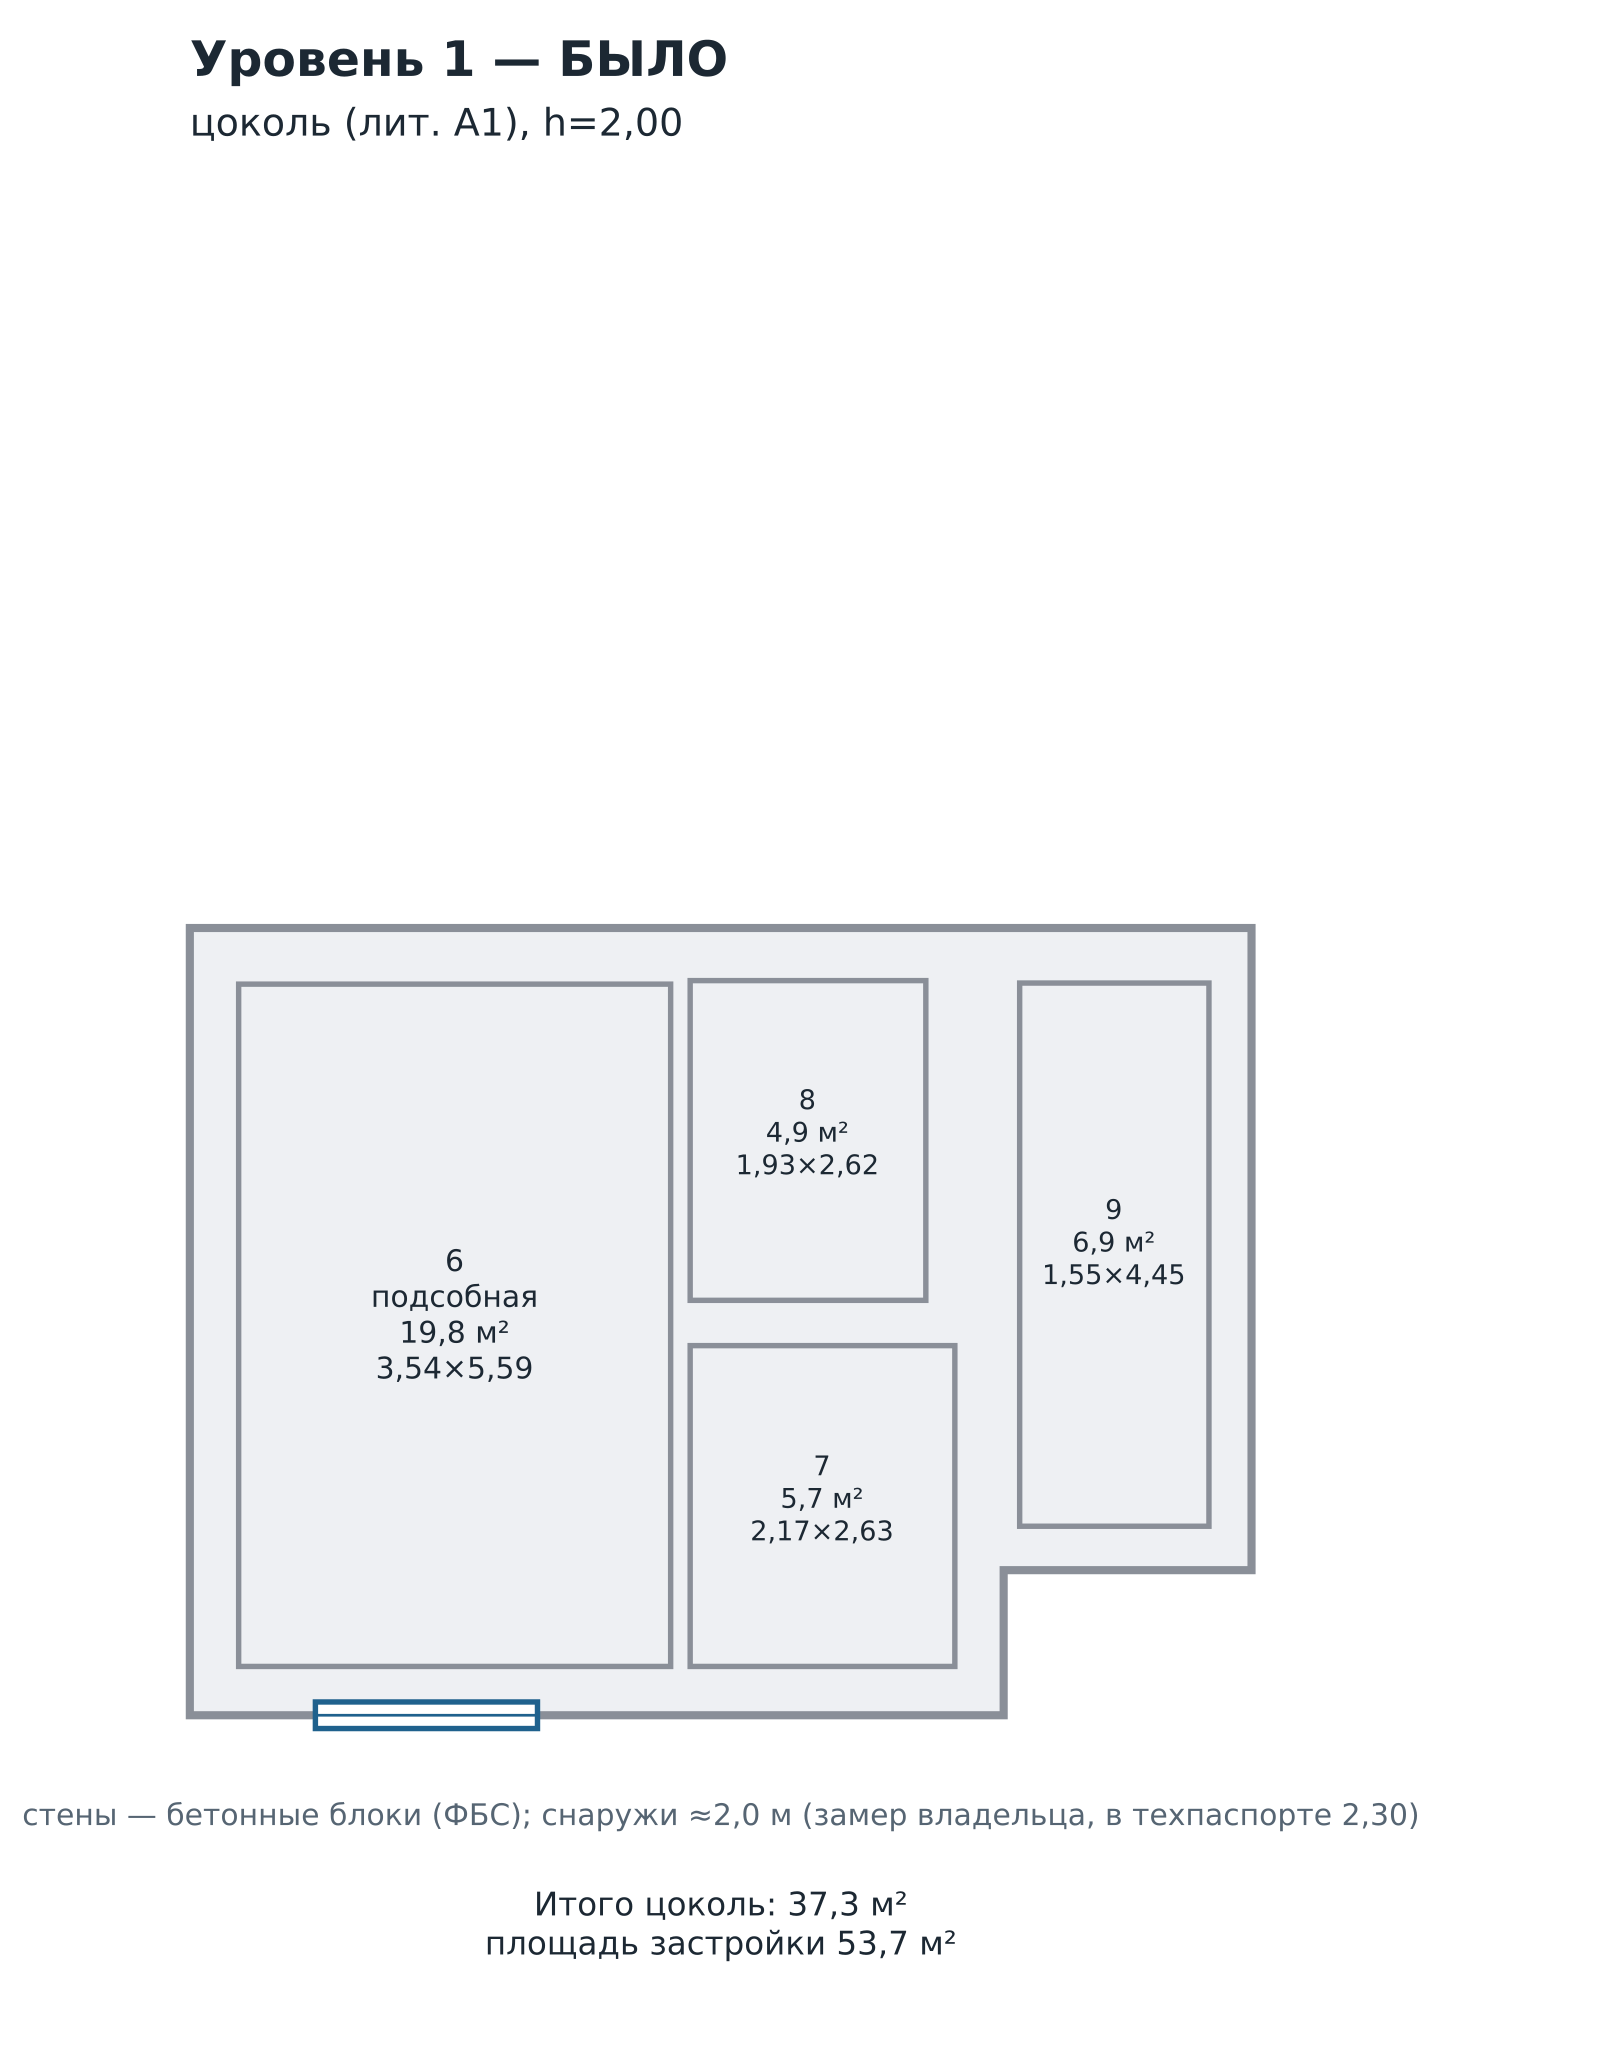 Уровень 1 — БЫЛО
цоколь (лит. А1), h=2,00
8
4,9 м²
1,93×2,62
9
6,9 м²
1,55×4,45
6
подсобная
19,8 м²
3,54×5,59
7
5,7 м²
2,17×2,63
стены — бетонные блоки (ФБС); снаружи ≈2,0 м (замер владельца, в техпаспорте 2,30)
Итого цоколь: 37,3 м²
площадь застройки 53,7 м²